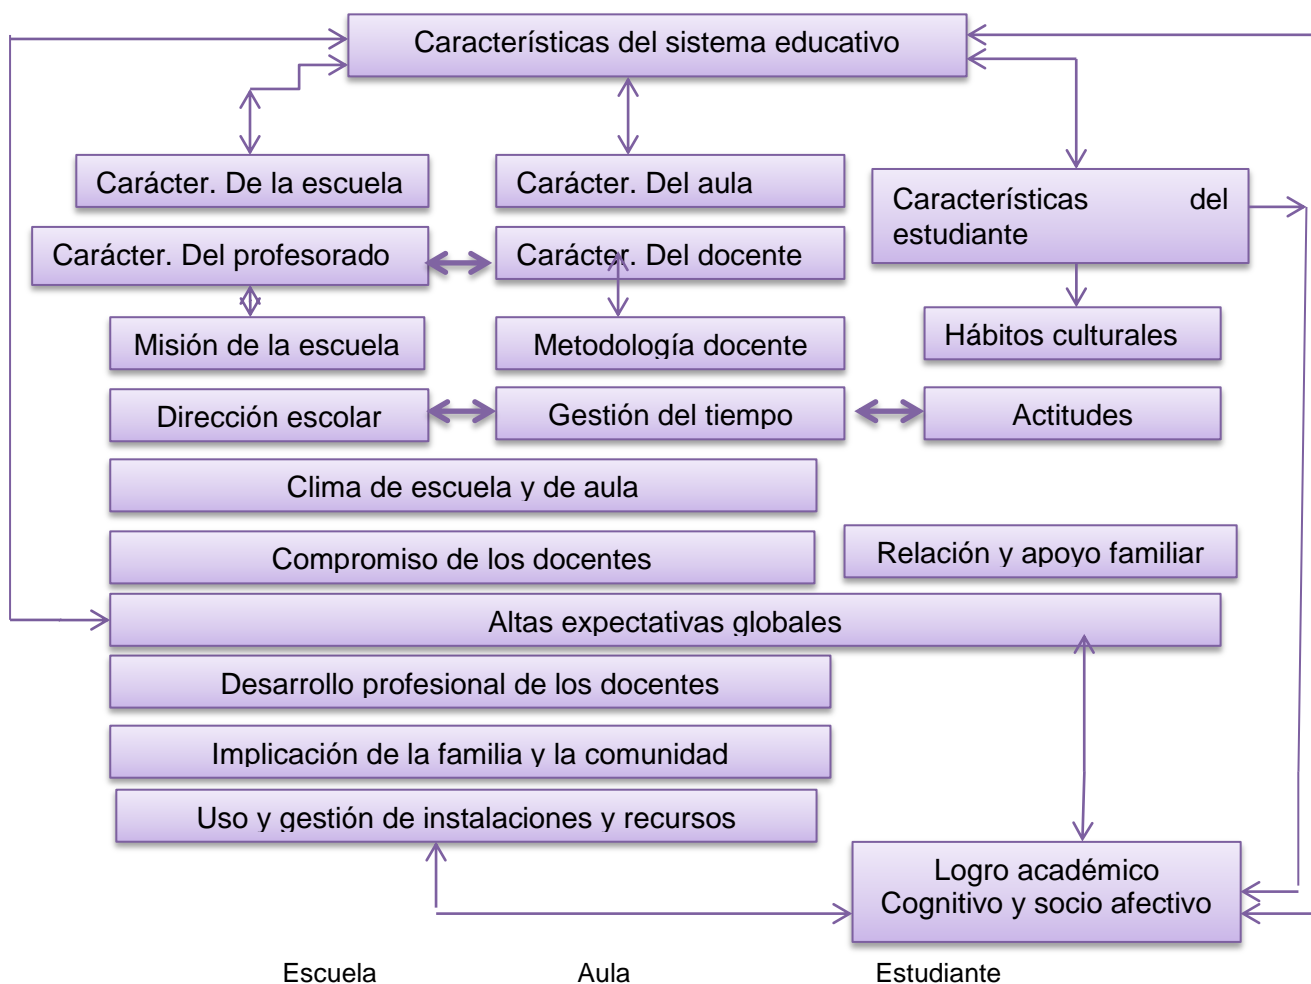 Características del sistema educativo
Carácter. De la escuela
Carácter. Del aula
Características del
estudiante
Carácter. Del profesorado
Carácter. Del docente
Misión de la escuela
Metodología docente
Hábitos culturales
Dirección escolar
Gestión del tiempo
Actitudes
Clima de escuela y de aula
Compromiso de los docentes
Relación y apoyo familiar
Altas expectativas globales
Desarrollo profesional de los docentes
Implicación de la familia y la comunidad
Uso y gestión de instalaciones y recursos
Logro académico
Cognitivo y socio afectivo
Escuela
Aula
Estudiante